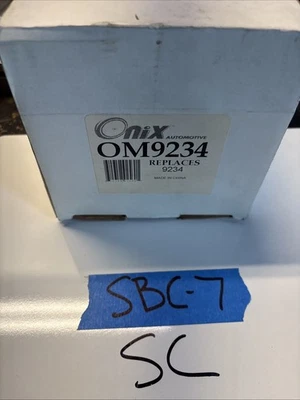 Onix
AUTOMOTIVE
OM9234
REPLACES
9234
MADE IN CHINA
SBC-7
SC